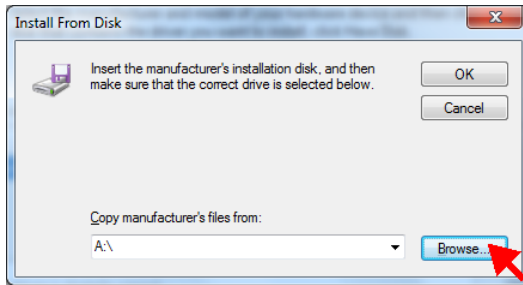 Install From Disk
Insert the manufacturer's installation disk, and then
make sure that the correct drive is selected below.
OK
Cancel
Copy manufacturer's files from:
A:\
Browse...